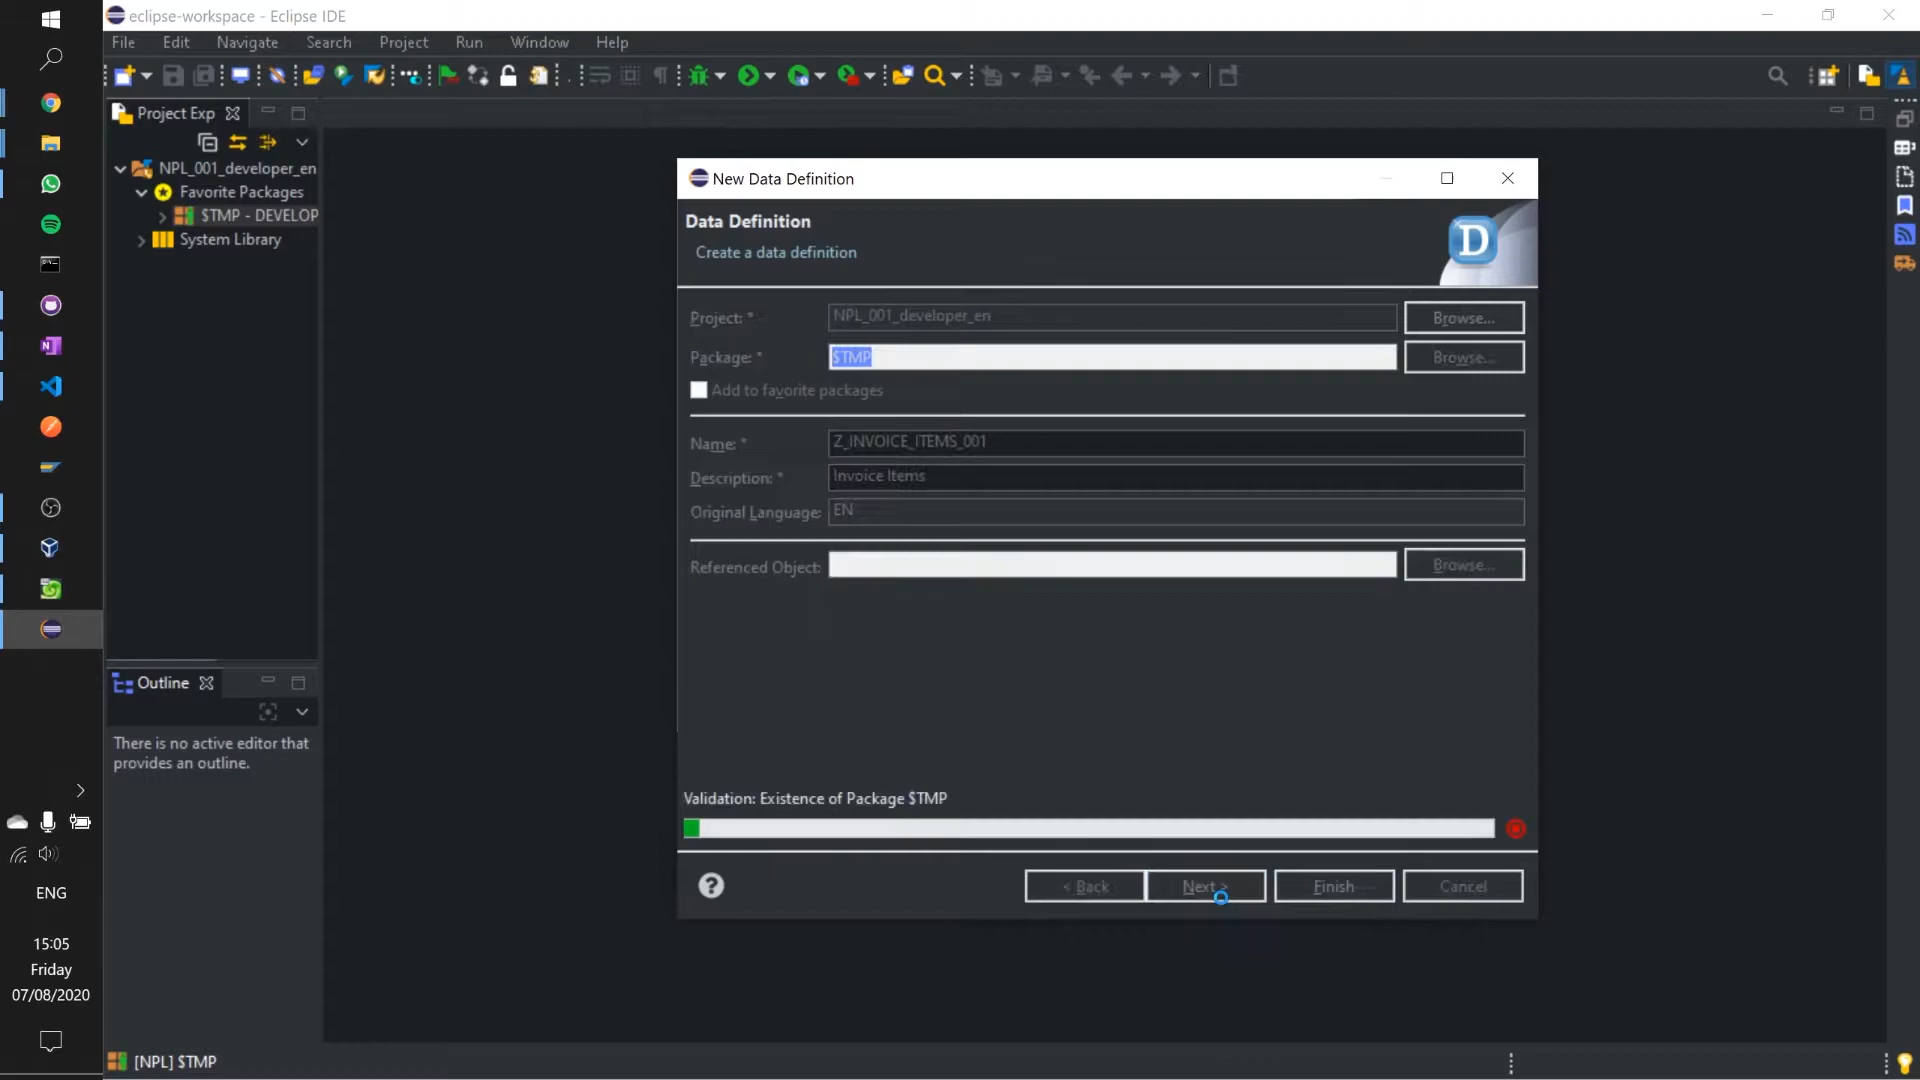 eclipse-workspace - Eclipse IDE
File Edit Navigate Search Project Run Window Help
Project Exp
NPL_001_developer_en
Favorite Packages
$TMP - DEVELOP
System Library
New Data Definition
Data Definition
Create a data definition
D
Project: * NPL_001_developer_en Browse...
Package: * $TMP Browse...
Add to favorite packages
Name: * Z_INVOICE_ITEMS_001
Description: * Invoice Items
Original Language: EN
Referenced Object: Browse...
Outline
There is no active editor that
provides an outline.
Validation: Existence of Package $TMP
< Back Next > Finish Cancel
ENG
15:05
Friday
07/08/2020
[NPL] $TMP